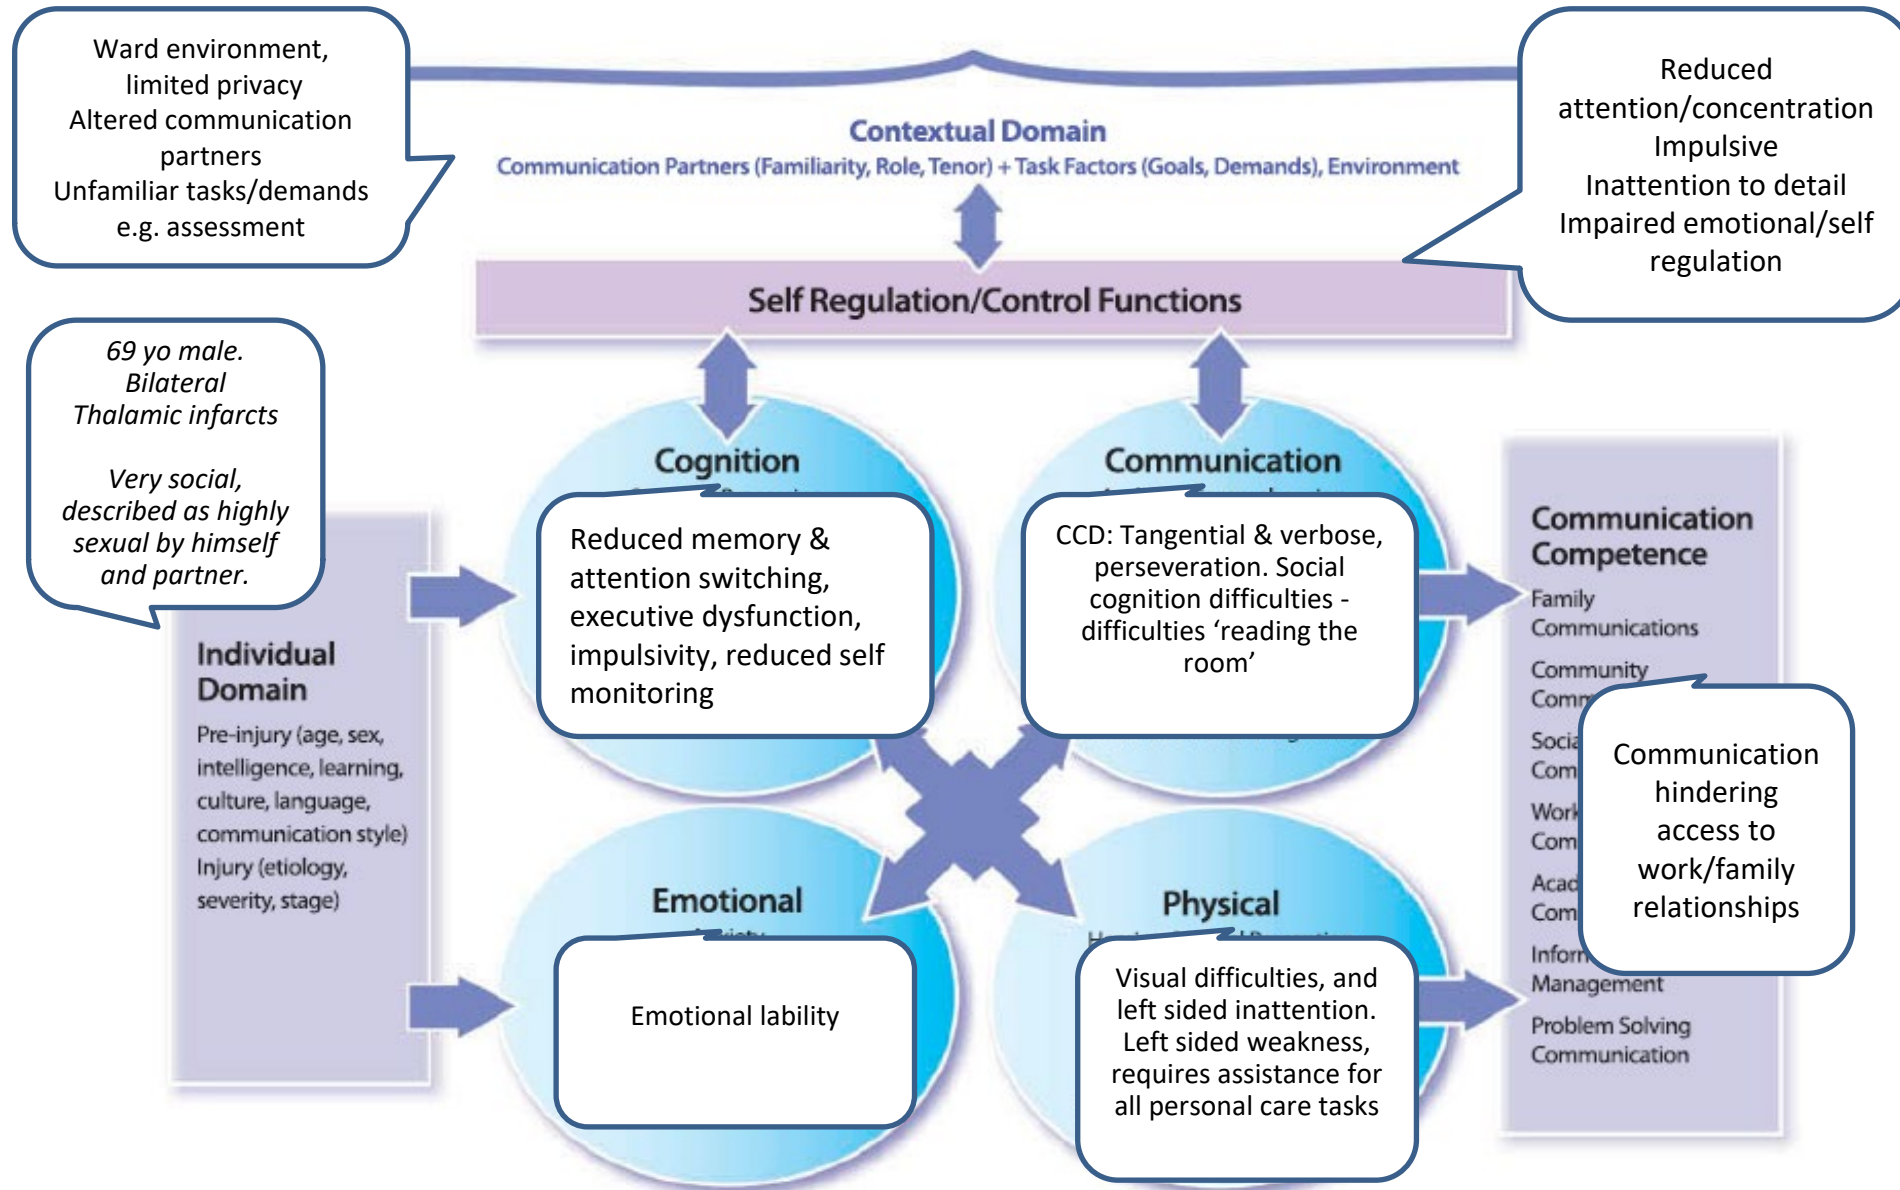 Ward environment,
limited privacy
Altered communication
partners
Unfamiliar tasks/demands
e.g. assessment
Reduced
attention/concentration
Impulsive
Inattention to detail
Impaired emotional/self
regulation
Contextual Domain
Communication Partners (Familiarity, Role, Tenor) + Task Factors (Goals, Demands), Environment
Self Regulation/Control Functions
69 yo male.
Bilateral
Thalamic infarcts
Very social,
described as highly
sexual by himself
and partner.
Individual
Domain
Pre-injury (age, sex,
intelligence, learning,
culture, language,
communication style)
Injury (etiology,
severity, stage)
Cognition
Reduced memory &
attention switching,
executive dysfunction,
impulsivity, reduced self
monitoring
Communication
CCD: Tangential & verbose,
perseveration. Social
cognition difficulties -
difficulties ‘reading the
room’
Emotional
Emotional lability
Physical
Visual difficulties, and
left sided inattention.
Left sided weakness,
requires assistance for
all personal care tasks
Communication
Competence
Family
Communications
Community
Communication
hindering
access to
work/family
relationships
Management
Problem Solving
Communication